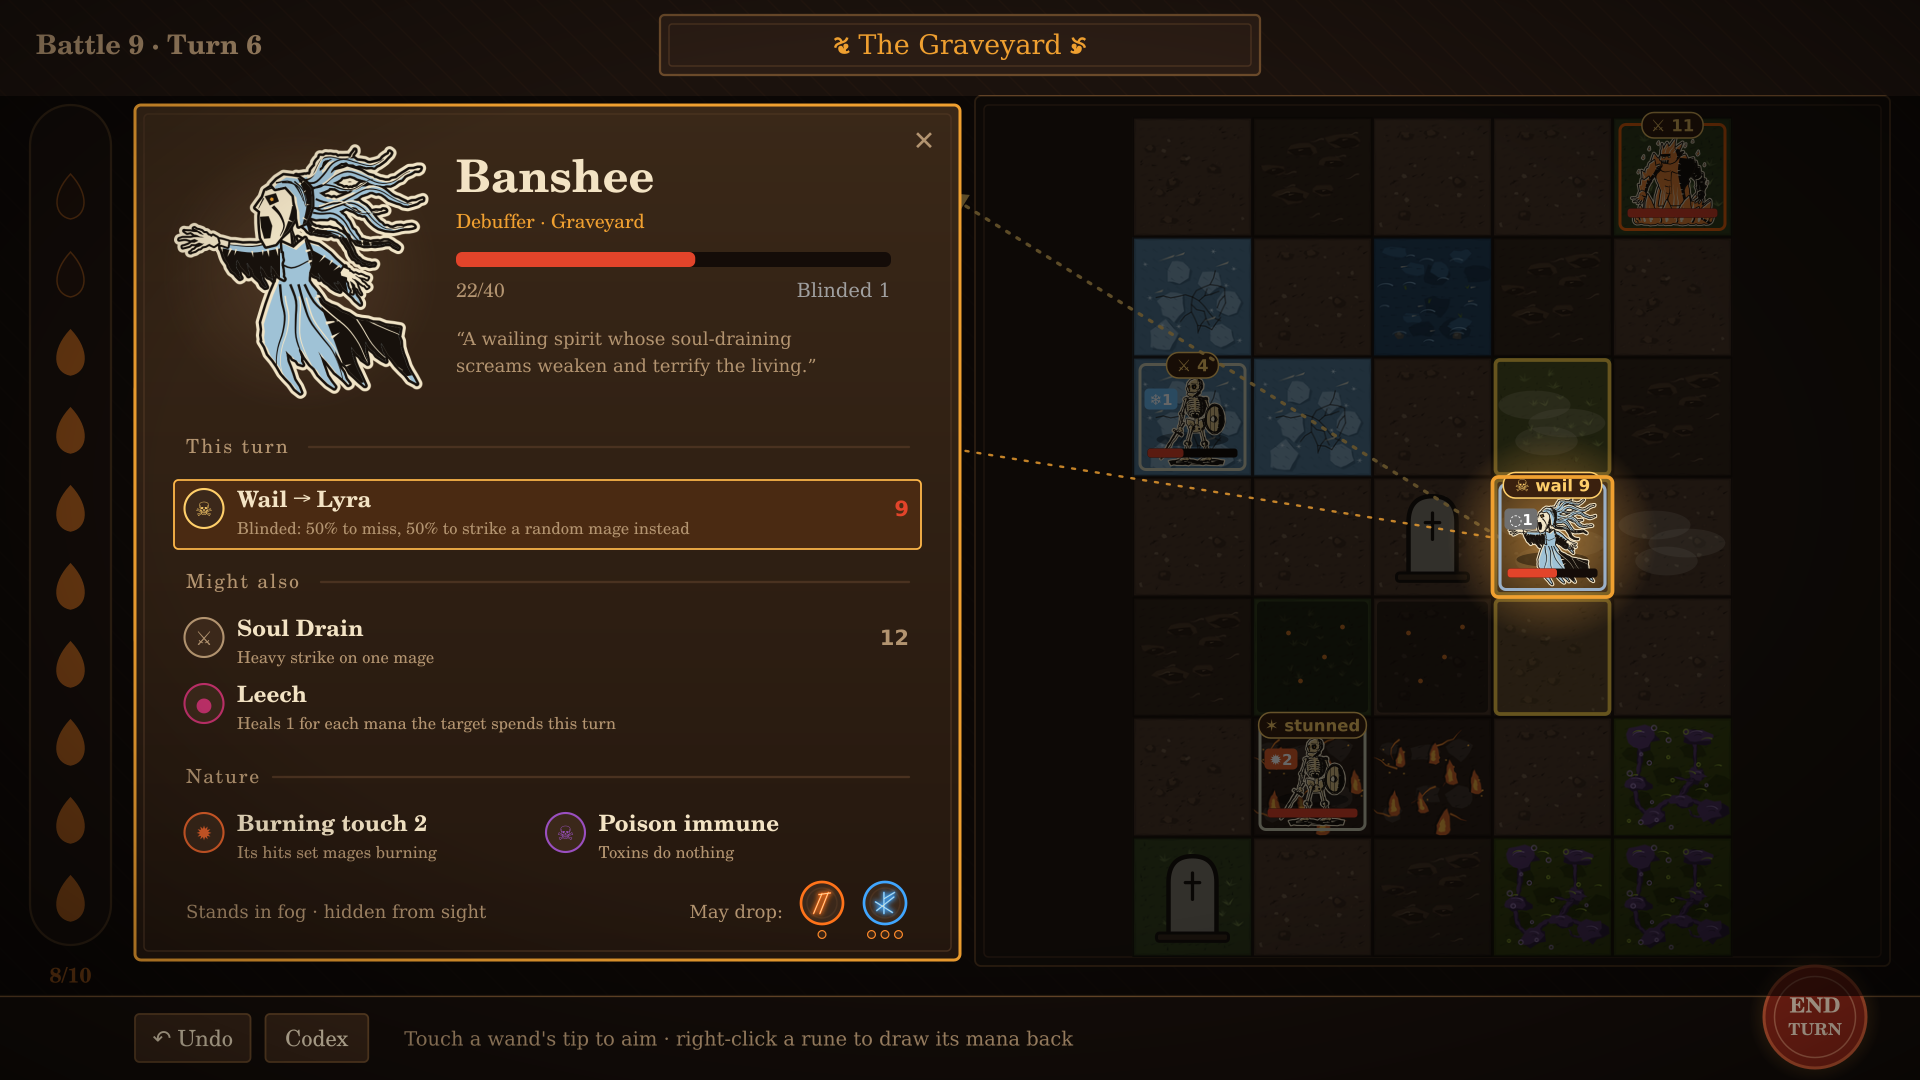 Battle 9 · Turn 6
The Graveyard
Banshee
Debuffer · Graveyard
22/40
Blinded 1
“A wailing spirit whose soul-draining
screams weaken and terrify the living.”
This turn
Wail → Lyra
9
Blinded: 50% to miss, 50% to strike a random mage instead
Might also
Soul Drain
12
Heavy strike on one mage
Leech
Heals 1 for each mana the target spends this turn
Nature
Burning touch 2
Its hits set mages burning
Poison immune
Toxins do nothing
Stands in fog · hidden from sight
May drop:
11
4
1
wail 9
1
stunned
2
8/10
Undo
Codex
Touch a wand's tip to aim · right-click a rune to draw its mana back
END
TURN